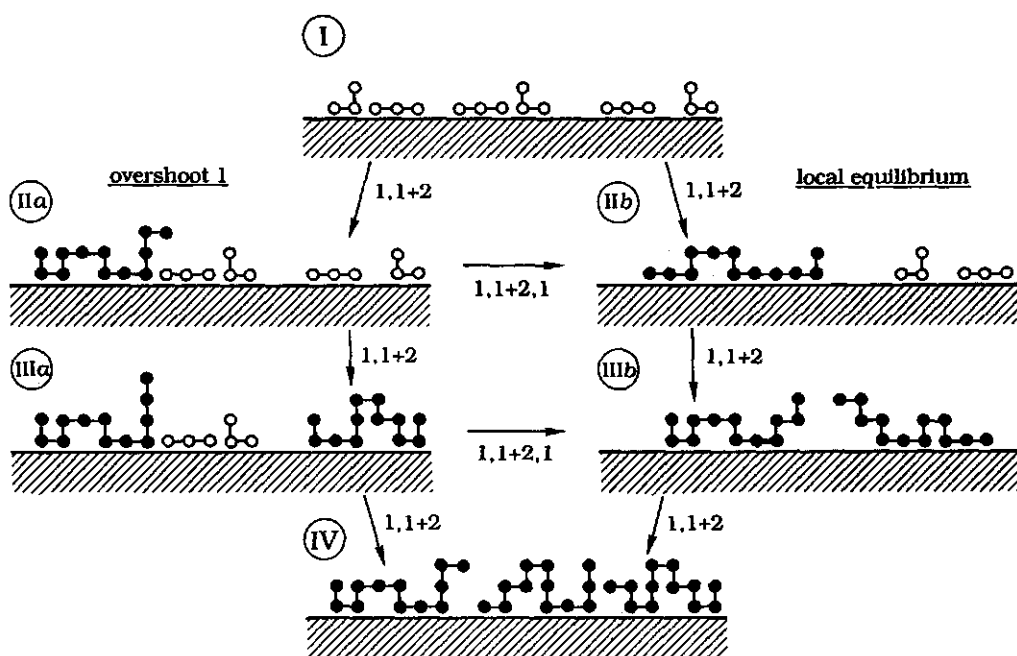 I
overshoot 1
local equilibrium
IIa
1,1+2
1,1+2
IIb
1,1+2,1
IIIa
1,1+2
1,1+2
IIIb
1,1+2,1
IV
1,1+2
1,1+2